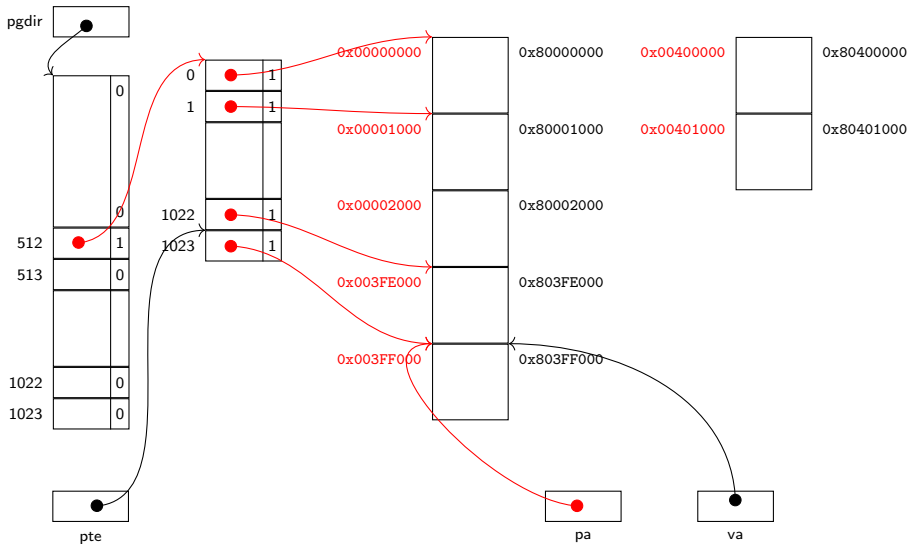 pgdir
0
0
512 1
513 0
1022 0
1023 0
pte
0 1
1 1
1022 1
1023 1
0x00000000 0x80000000
0x00001000 0x80001000
0x00002000 0x80002000
0x003FE000 0x803FE000
0x003FF000 0x803FF000
0x00400000 0x80400000
0x00401000 0x80401000
pa
va